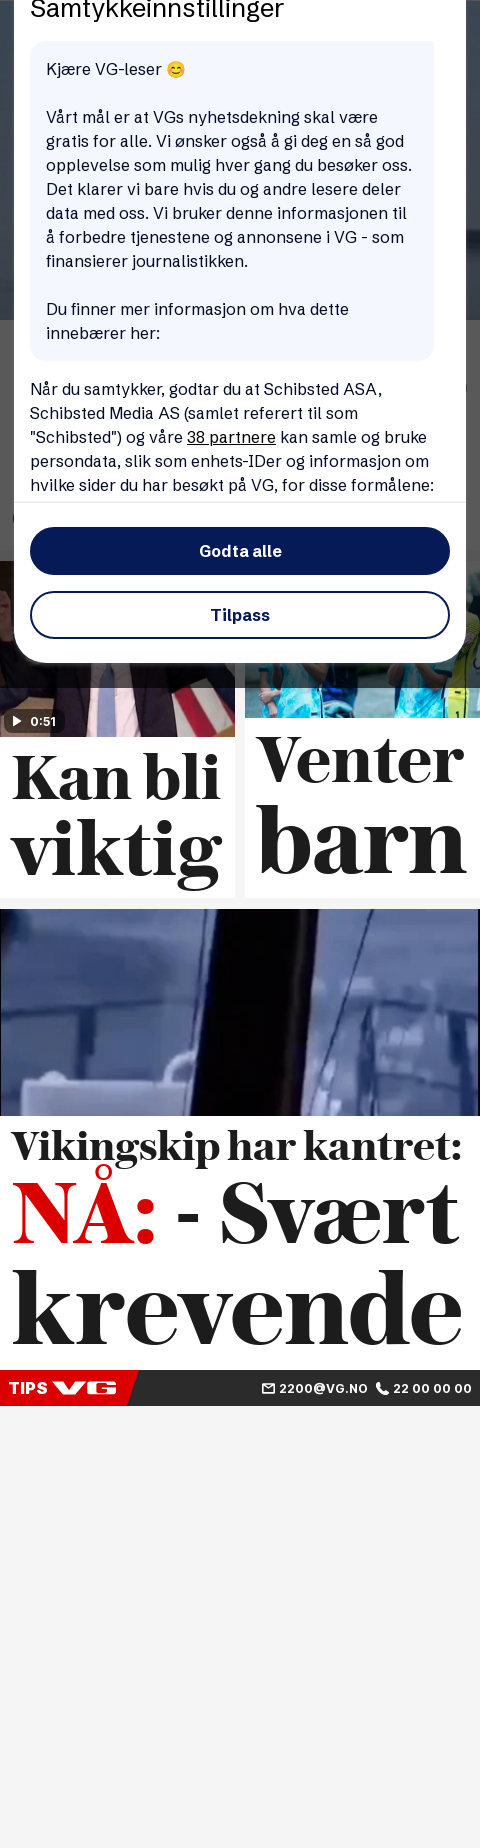 Samtykkeinnstillinger
Kjære VG-leser 😊
Vårt mål er at VGs nyhetsdekning skal være
gratis for alle. Vi ønsker også å gi deg en så god
opplevelse som mulig hver gang du besøker oss.
Det klarer vi bare hvis du og andre lesere deler
data med oss. Vi bruker denne informasjonen til
å forbedre tjenestene og annonsene i VG - som
finansierer journalistikken.
Du finner mer informasjon om hva dette
innebærer her:
Når du samtykker, godtar du at Schibsted ASA,
Schibsted Media AS (samlet referert til som
"Schibsted") og våre 38 partnere kan samle og bruke
persondata, slik som enhets-IDer og informasjon om
hvilke sider du har besøkt på VG, for disse formålene:
Godta alle
Tilpass
0:51
Kan bli
viktig
Venter
barn
Vikingskip har kantret:
NÅ: - Svært
krevende
TIPS VG 2200@VG.NO 22 00 00 00